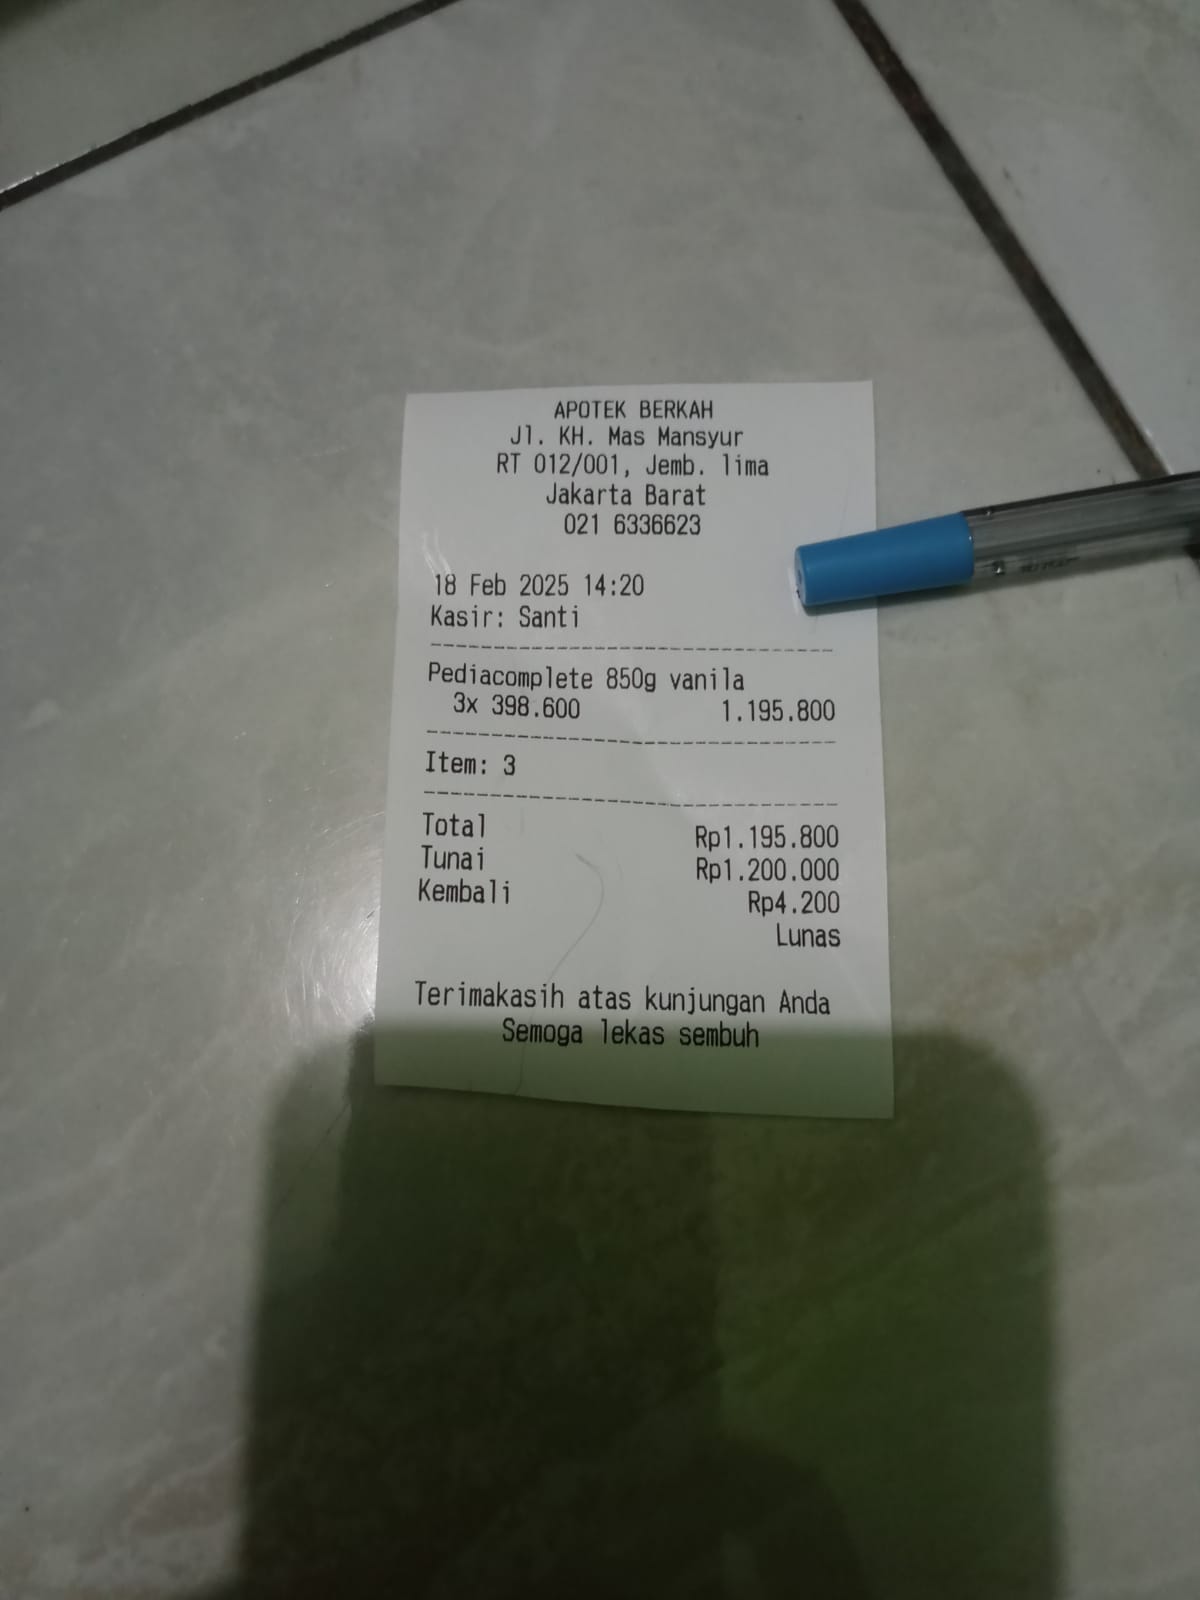 APOTEK BERKAH
Jl. KH. Mas Mansyur
RT 012/001, Jemb. lima
Jakarta Barat
021 6336623
18 Feb 2025 14:20
Kasir: Santi
Pediacomplete 850g vanila
3x 398.600 1.195.800
Item: 3
Total Rp1.195.800
Tunai Rp1.200.000
Kembali Rp4.200
Lunas
Terimakasih atas kunjungan Anda
Semoga lekas sembuh